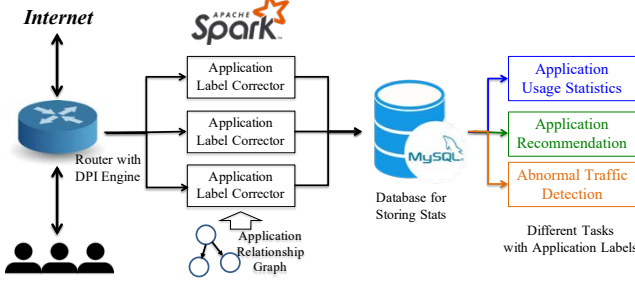 Internet
APACHE
Spark
TM
Application
Label Corrector
Application
Label Corrector
Application
Label Corrector
Router with
DPI Engine
Application
Relationship
Graph
MySQL
Database for
Storing Stats
Application
Usage Statistics
Application
Recommendation
Abnormal Traffic
Detection
Different Tasks
with Application Labels